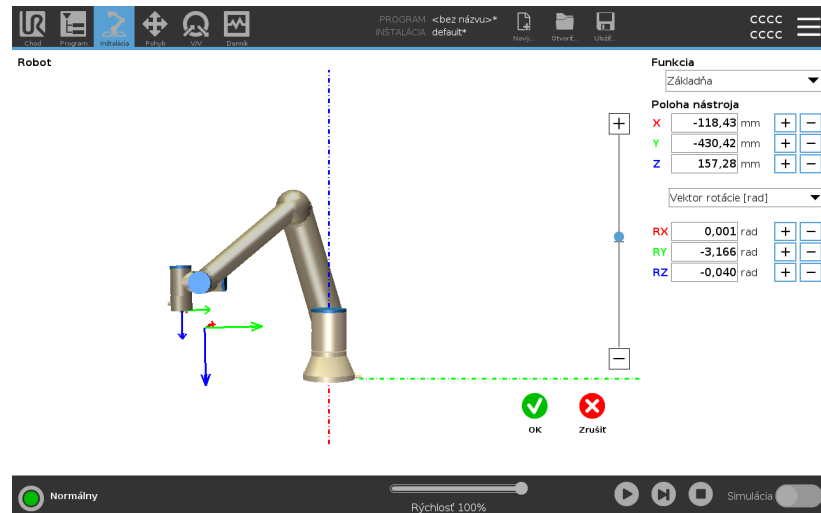 UR
PROGRAM <bez názvu>*
INŠTALÁCIA default*
Chod Program Inštalácia Pohyb V/V Denník
Nový... Otvoriť... Uložiť...
CCCC
CCCC
Robot
Funkcia
Základňa
Poloha nástroja
X -118,43 mm + −
Y -430,42 mm + −
Z 157,28 mm + −
Vektor rotácie [rad]
RX 0,001 rad + −
RY -3,166 rad + −
RZ -0,040 rad + −
+
−
OK Zrušiť
Normálny
Rýchlosť 100%
Simulácia